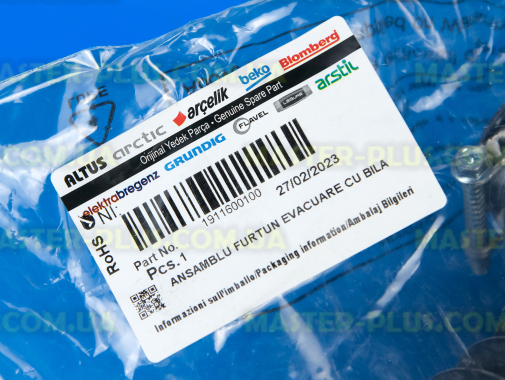 ALTUS arctic arçelik beko Blomberg
Orijinal Yedek Parça - Genuine Spare Part
elektrabregenz GRUNDIG FLAVEL LEISURE arstil
RoHS
NI:
1911600100
27/02/2023
Part No.
Pcs.1
ANSAMBLU FURTUN EVACUARE CU BILA
Informazioni sull'imballo/Packaging information/Ambalaj Bilgileri
MASTER-PLUS.COM.UA